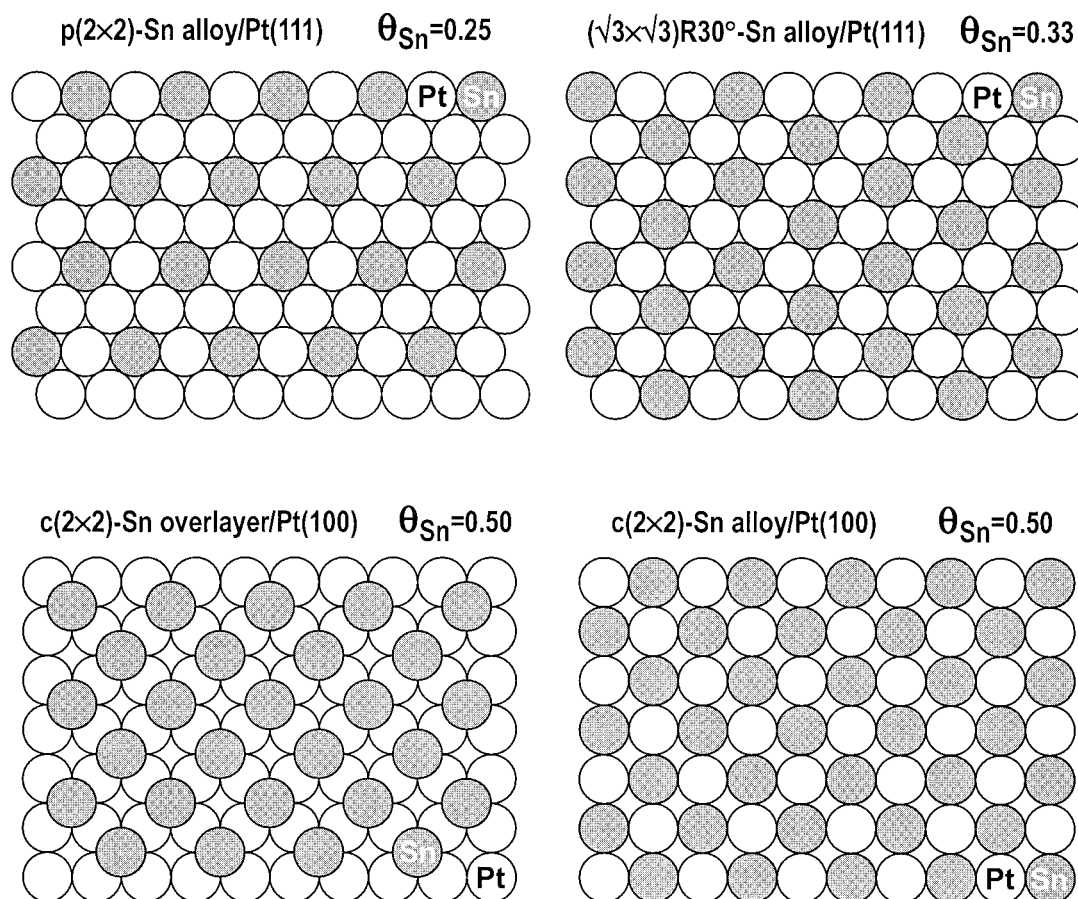 p(2×2)-Sn alloy/Pt(111) θSn=0.25
(√3×√3)R30°-Sn alloy/Pt(111) θSn=0.33
Pt Sn
Pt Sn
c(2×2)-Sn overlayer/Pt(100) θSn=0.50
c(2×2)-Sn alloy/Pt(100) θSn=0.50
Sn
Pt
Pt Sn